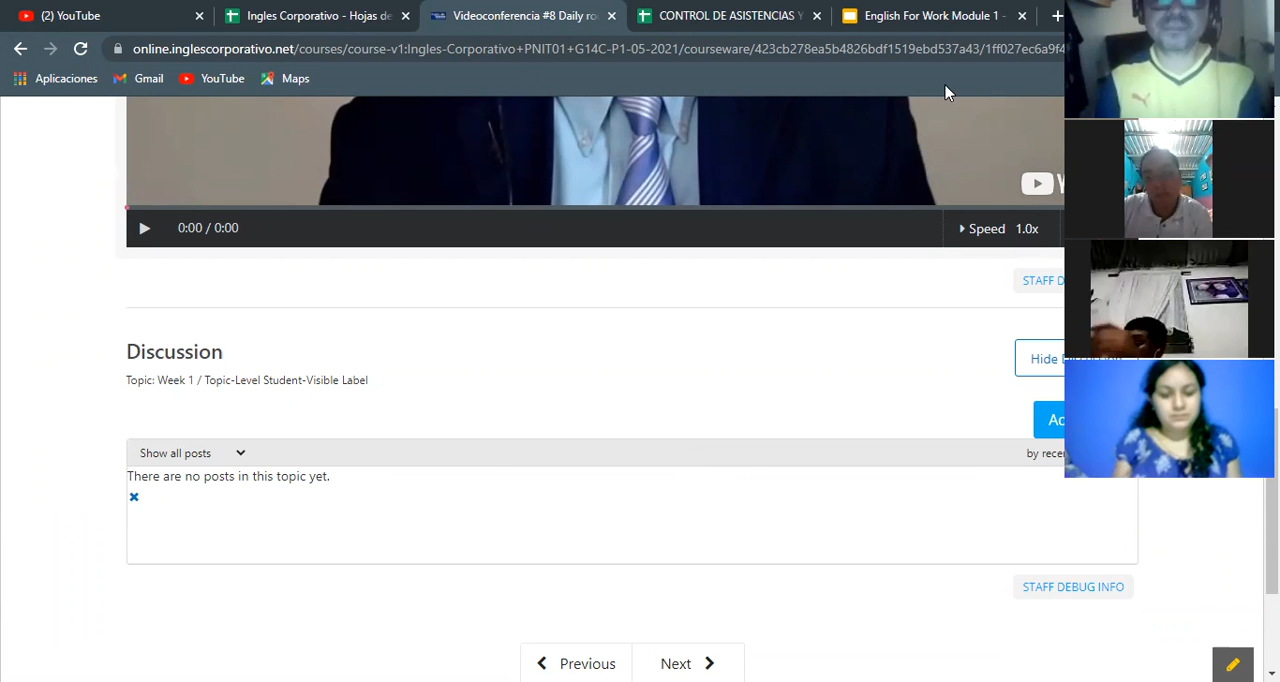 (2) YouTube
Ingles Corporativo - Hojas de
Videoconferencia #8 Daily ro
CONTROL DE ASISTENCIAS Y
English For Work Module 1 -
online.inglescorporativo.net/courses/course-v1:Ingles-Corporativo+PNIT01+G14C-P1-05-2021/courseware/423cb278ea5b4826bdf1519ebd537a43/1ff027ec6a9f4
Aplicaciones
Gmail
YouTube
Maps
0:00 / 0:00
Speed 1.0x
STAFF D
Discussion
Topic: Week 1 / Topic-Level Student-Visible Label
Hide
Show all posts
by recen
There are no posts in this topic yet.
STAFF DEBUG INFO
Previous
Next